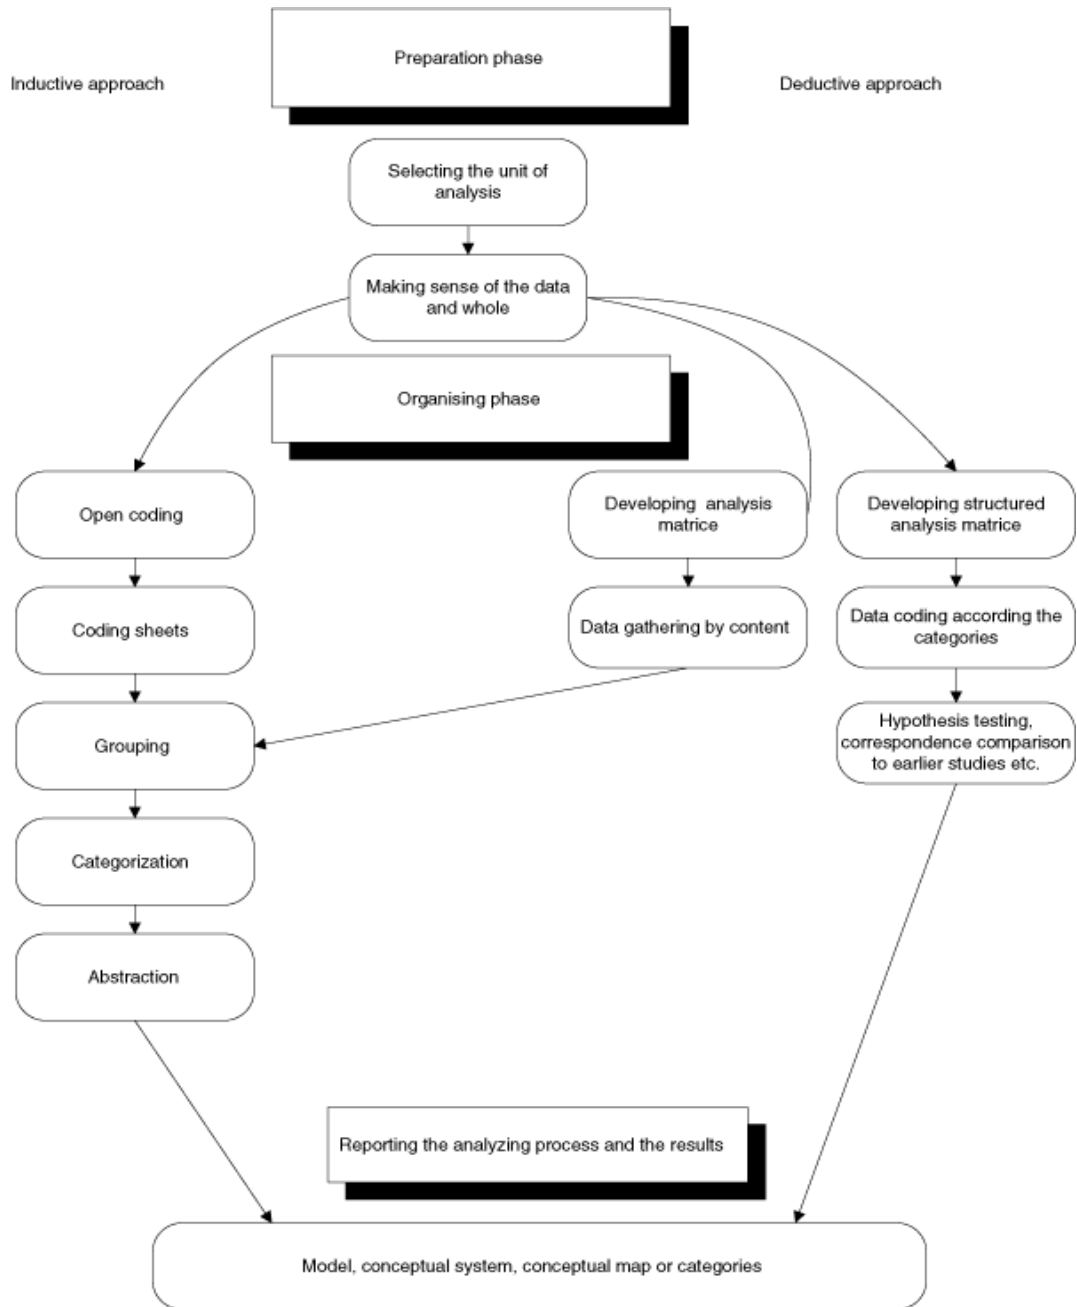 Preparation phase
Inductive approach
Deductive approach
Selecting the unit of
analysis
Making sense of the data
and whole
Organising phase
Open coding
Developing  analysis
matrice
Developing structured
analysis matrice
Coding sheets
Data gathering by content
Data coding according the
categories
Grouping
Hypothesis testing,
correspondence comparison
to earlier studies etc.
Categorization
Abstraction
Reporting the analyzing process and the results
Model, conceptual system, conceptual map or categories